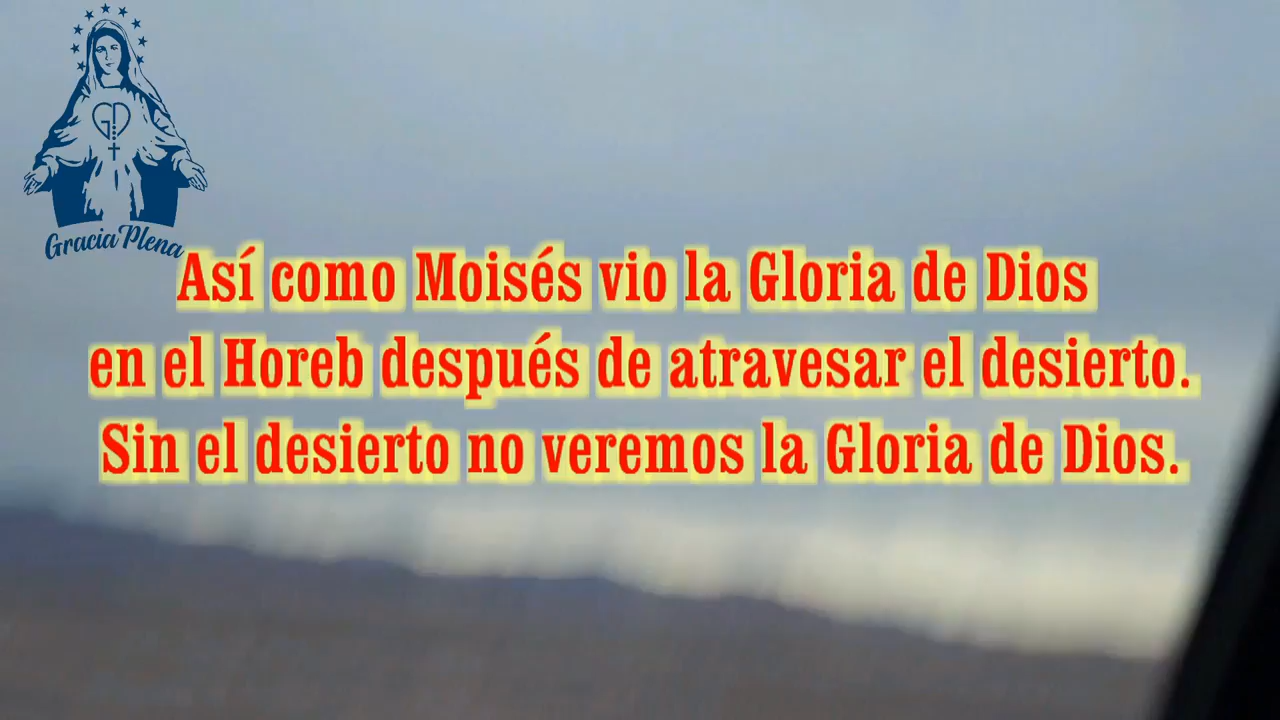 GP
Gracia Plena
Así como Moisés vio la Gloria de Dios
en el Horeb después de atravesar el desierto.
Sin el desierto no veremos la Gloria de Dios.